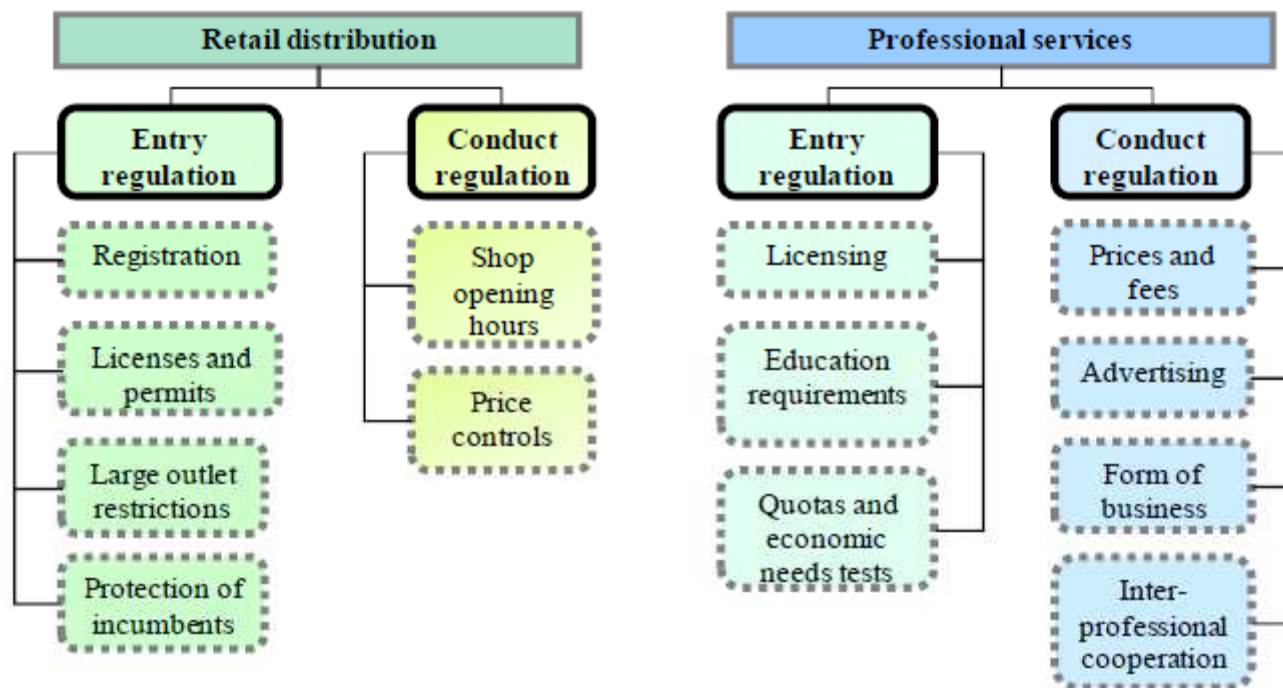 Retail distribution
Entry
regulation
Registration
Licenses and
permits
Large outlet
restrictions
Protection of
incumbents
Conduct
regulation
Shop
opening
hours
Price
controls
Professional services
Entry
regulation
Licensing
Education
requirements
Quotas and
economic
needs tests
Conduct
regulation
Prices and
fees
Advertising
Form of
business
Inter-
professional
cooperation